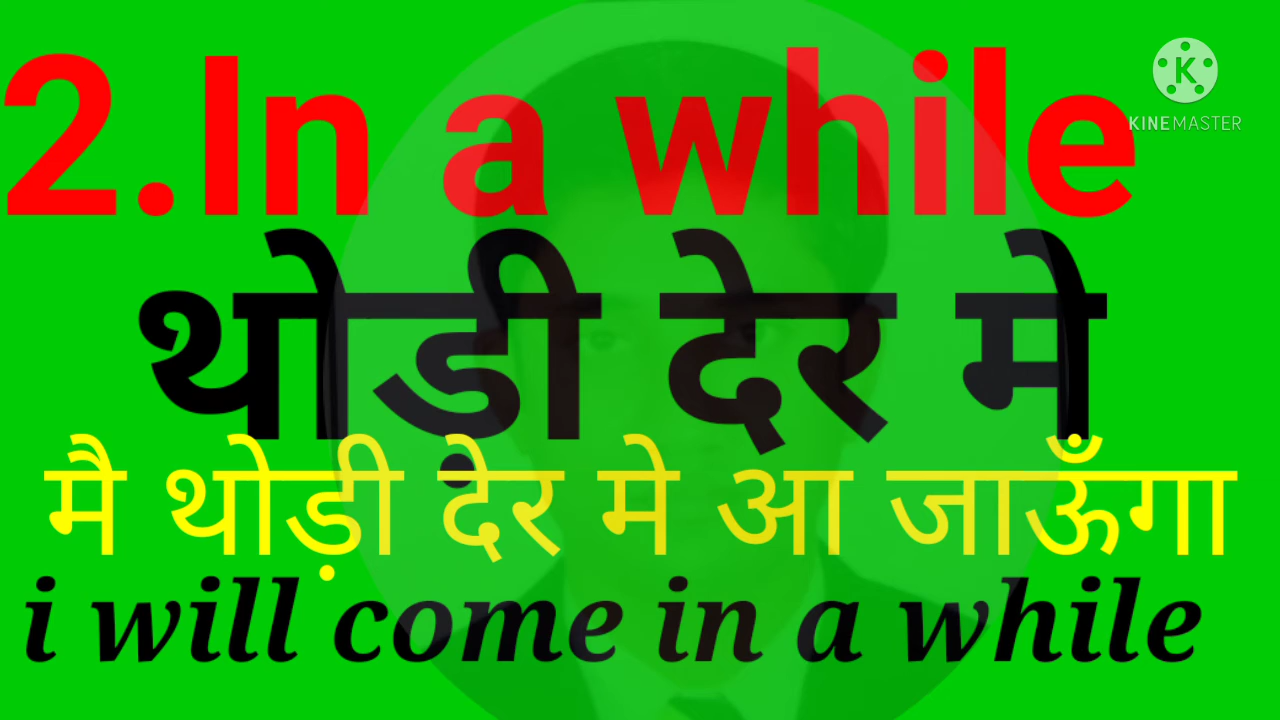 2.In a while
K
KINEMASTER
थोड़ी देर मे
मै थोड़ी देर मे आ जाऊँगा
i will come in a while